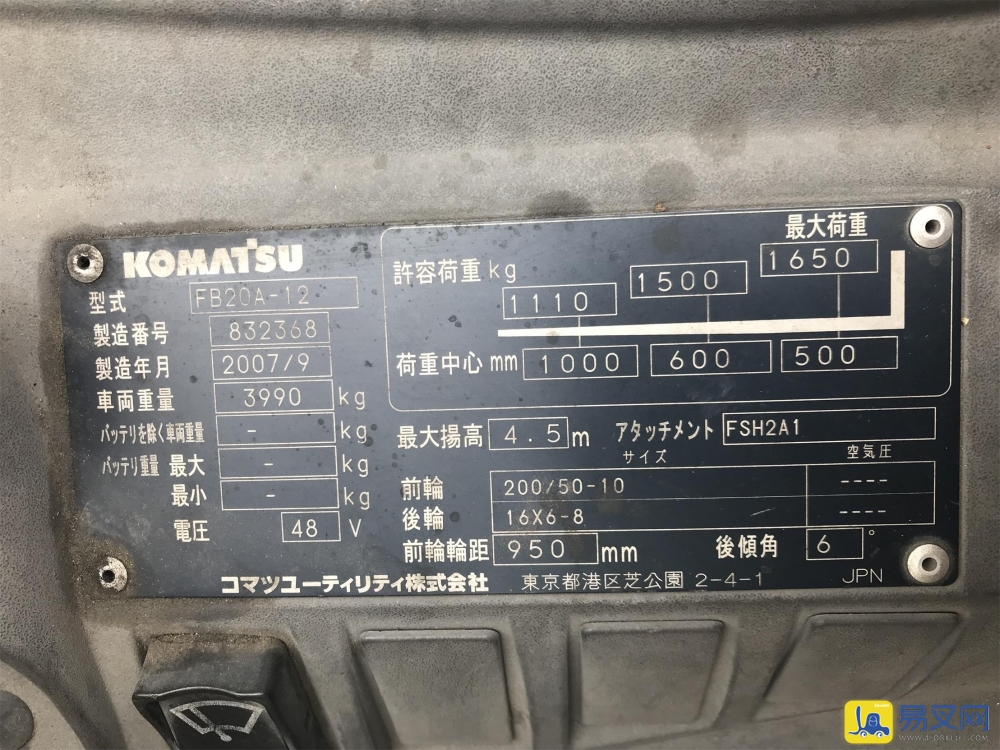 KOMATSU
型式 FB20A-12
製造番号 832368
製造年月 2007/9
車両重量 3990 kg
バッテリを除く車両重量 - kg
バッテリ重量 最大 - kg
最小 - kg
電圧 48 V
最大荷重
許容荷重 kg 1110 1500 1650
荷重中心 mm 1000 600 500
最大揚高 4.5 m アタッチメント FSH2A1
サイズ 空気圧
前輪 200/50-10 ----
後輪 16X6-8 ----
前輪輪距 950 mm 後傾角 6 °
コマツユーティリティ株式会社 東京都港区芝公園 2-4-1 JPN
易叉网